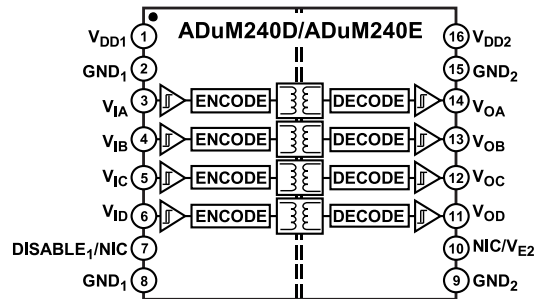 ADuM240D/ADuM240E
VDD1 1 16 VDD2
GND1 2 15 GND2
VIA 3 ENCODE DECODE 14 VOA
VIB 4 ENCODE DECODE 13 VOB
VIC 5 ENCODE DECODE 12 VOC
VID 6 ENCODE DECODE 11 VOD
DISABLE1/NIC 7 10 NIC/VE2
GND1 8 9 GND2